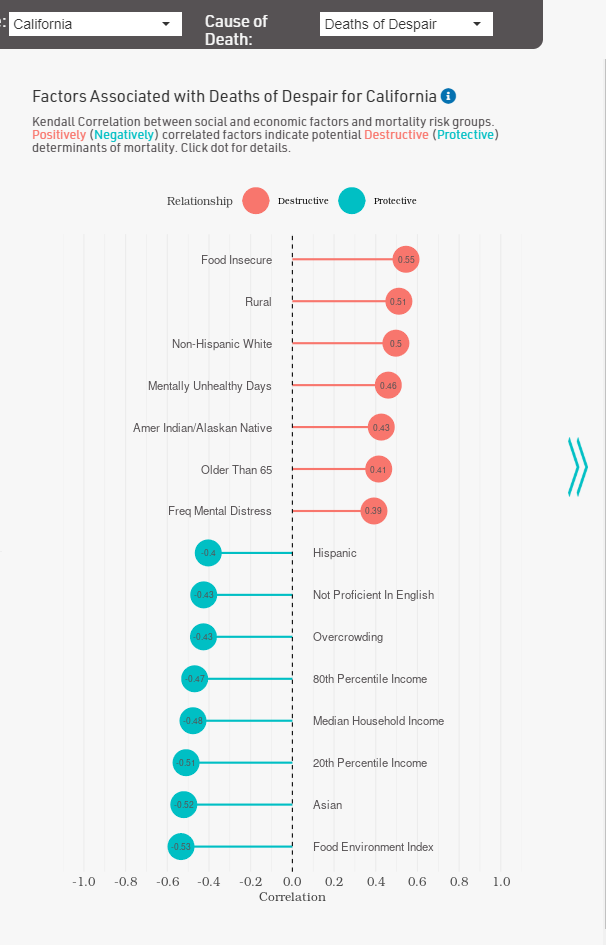 : California Cause of Death: Deaths of Despair
Factors Associated with Deaths of Despair for California i
Kendall Correlation between social and economic factors and mortality risk groups.
Positively (Negatively) correlated factors indicate potential Destructive (Protective)
determinants of mortality. Click dot for details.
Relationship Destructive Protective
Food Insecure 0.55
Rural 0.51
Non-Hispanic White 0.5
Mentally Unhealthy Days 0.46
Amer Indian/Alaskan Native 0.43
Older Than 65 0.41
Freq Mental Distress 0.39
-0.4 Hispanic
-0.43 Not Proficient In English
-0.43 Overcrowding
-0.47 80th Percentile Income
-0.48 Median Household Income
-0.51 20th Percentile Income
-0.52 Asian
-0.53 Food Environment Index
-1.0 -0.8 -0.6 -0.4 -0.2 0.0 0.2 0.4 0.6 0.8 1.0
Correlation